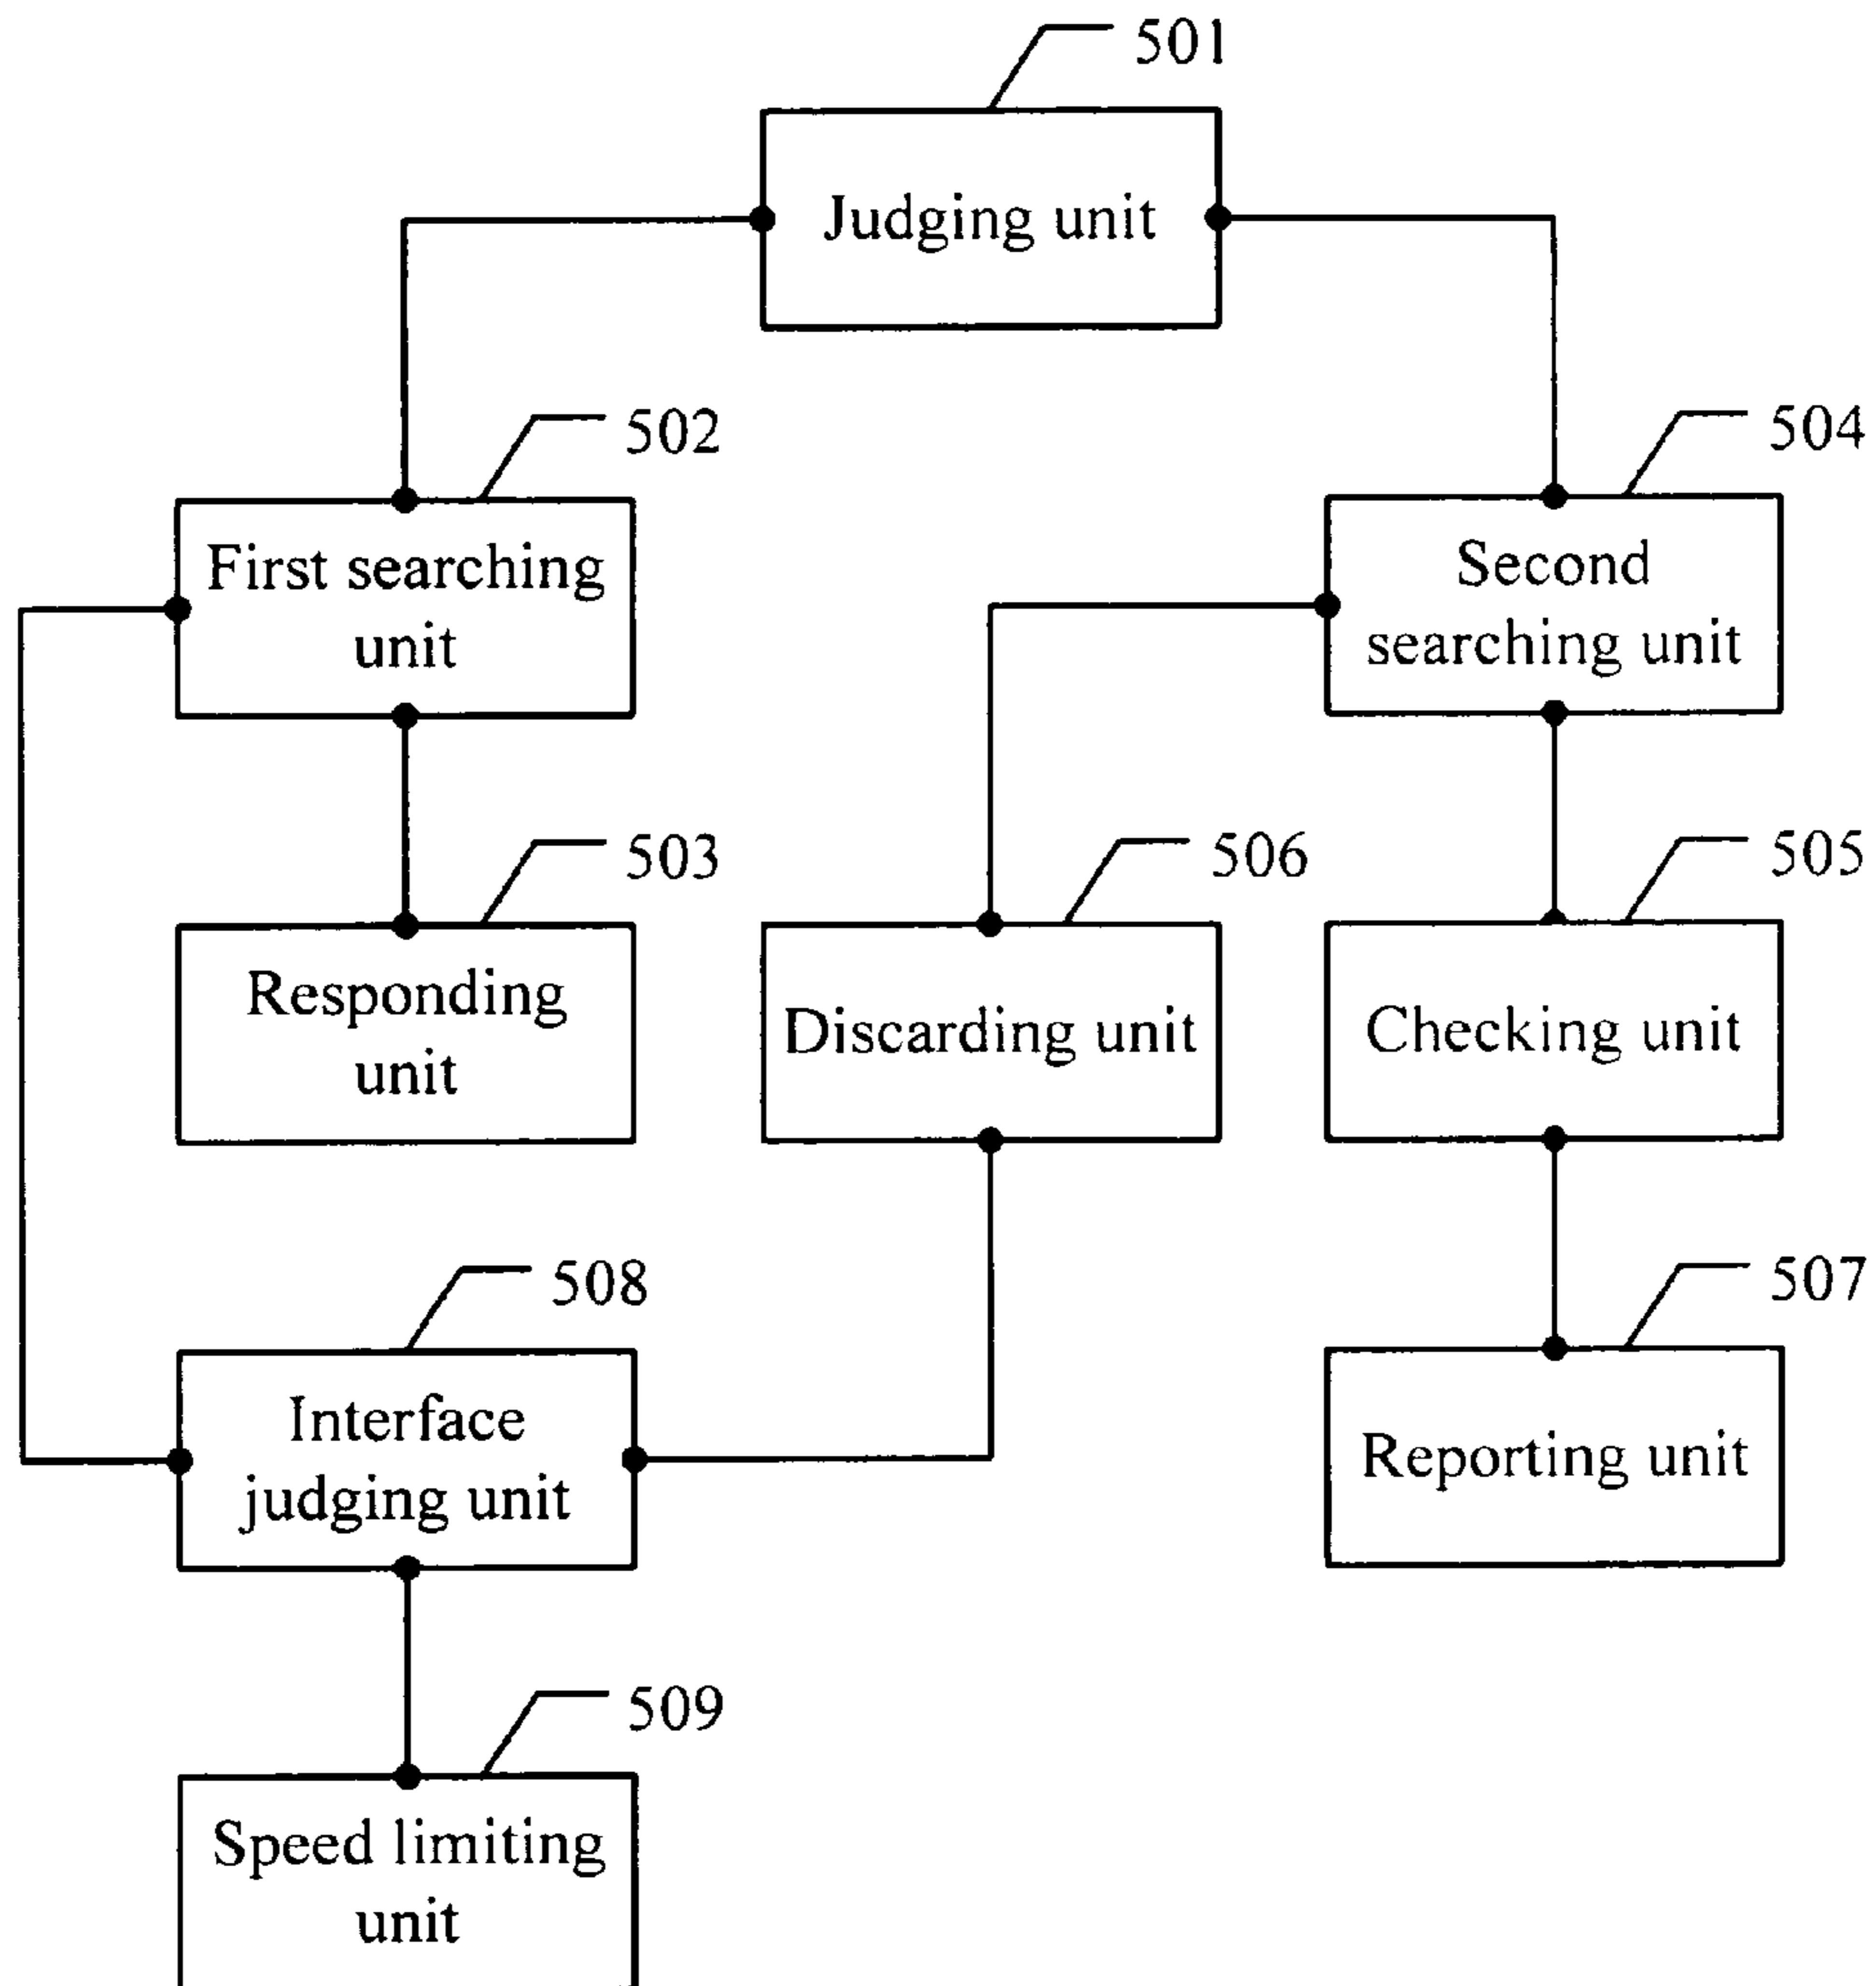 501
Judging unit
502
504
First searching
unit
Second
searching unit
503
506
505
Responding
unit
Discarding unit
Checking unit
508
507
Interface
judging unit
Reporting unit
509
Speed limiting
unit